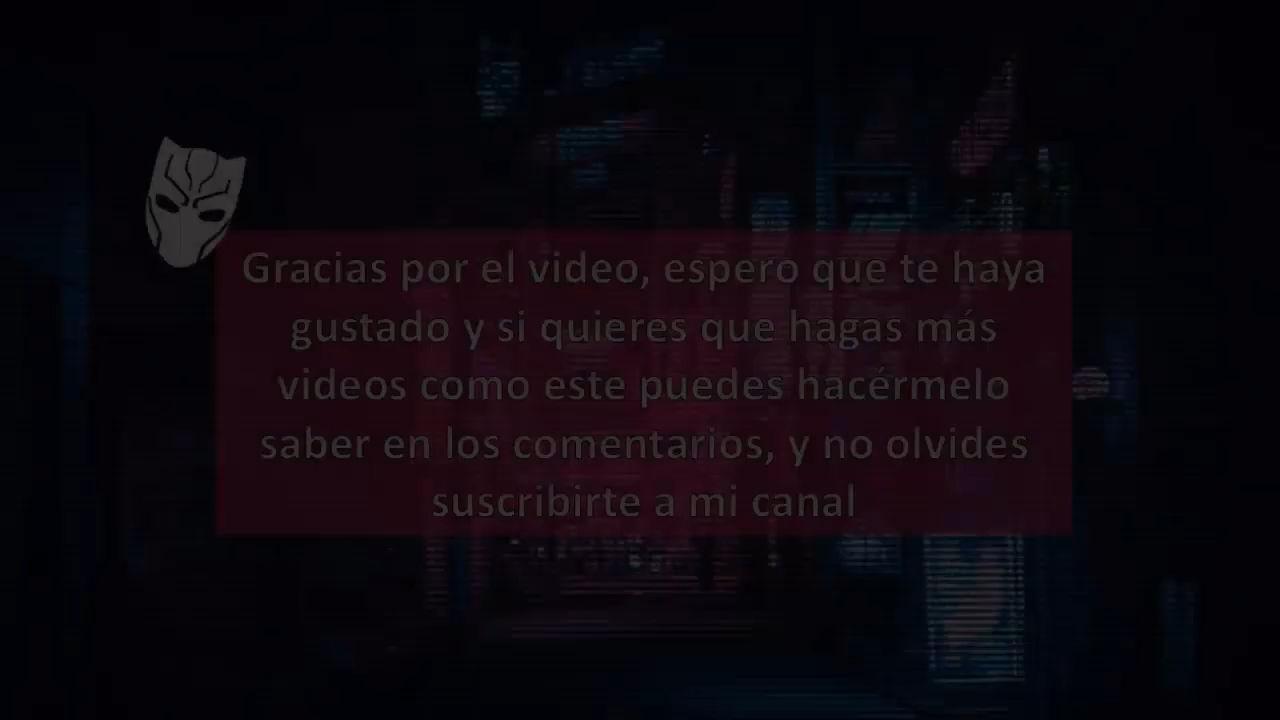 Gracias por el video, espero que te haya
gustado y si quieres que hagas más
videos como este puedes hacérmelo
saber en los comentarios, y no olvides
suscribirte a mi canal